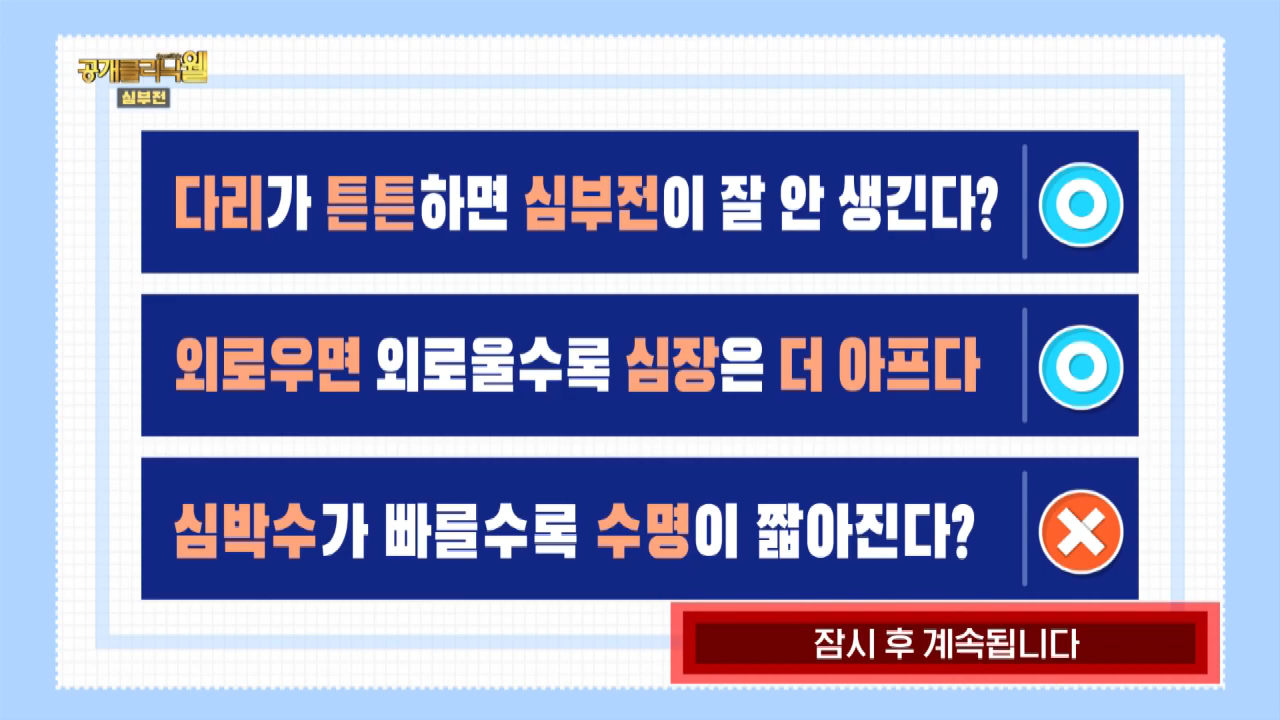 공개클리닉 웰
심부전
다리가 튼튼하면 심부전이 잘 안 생긴다?
외로우면 외로울수록 심장은 더 아프다
심박수가 빠를수록 수명이 짧아진다?
잠시 후 계속됩니다